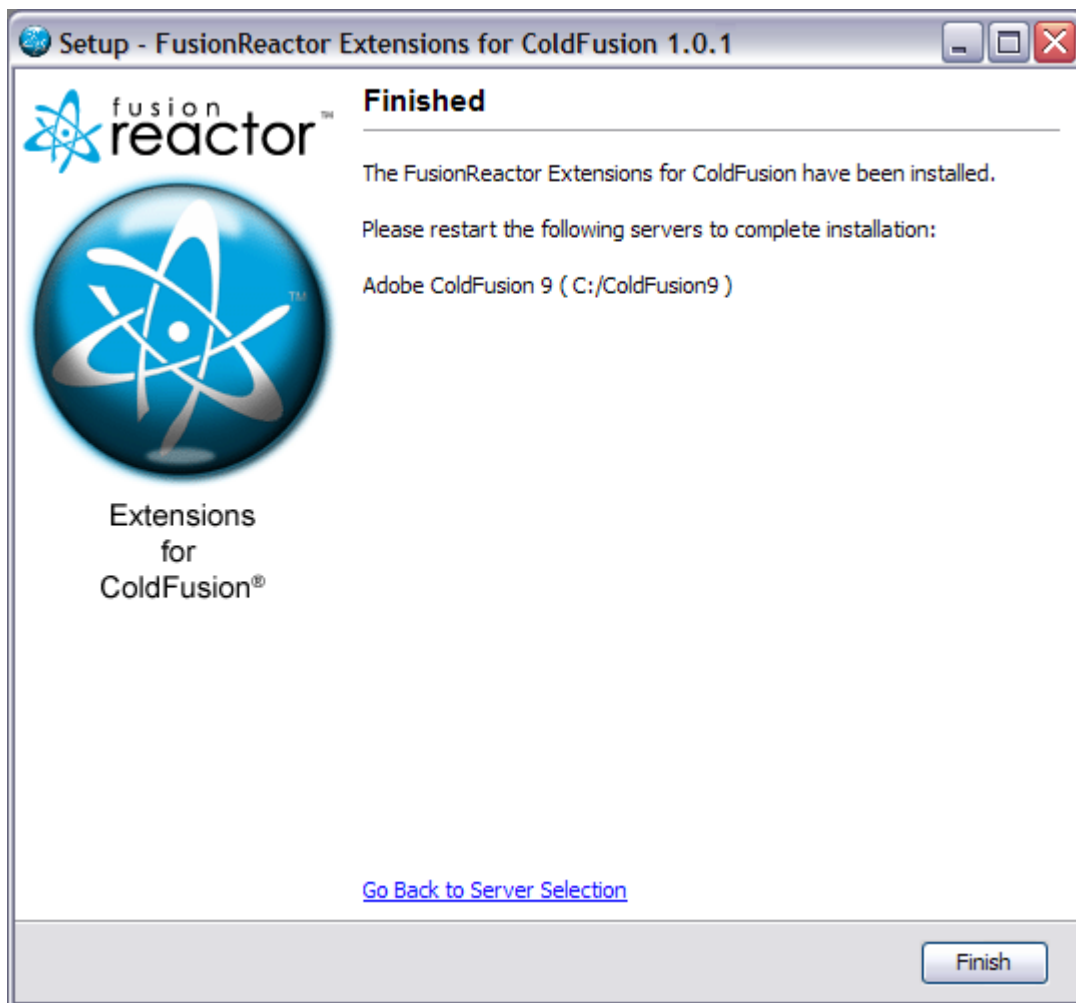 Setup - FusionReactor Extensions for ColdFusion 1.0.1
fusion
reactor™
TM
Extensions
for
ColdFusion®
Finished
The FusionReactor Extensions for ColdFusion have been installed.
Please restart the following servers to complete installation:
Adobe ColdFusion 9 ( C:/ColdFusion9 )
Go Back to Server Selection
Finish